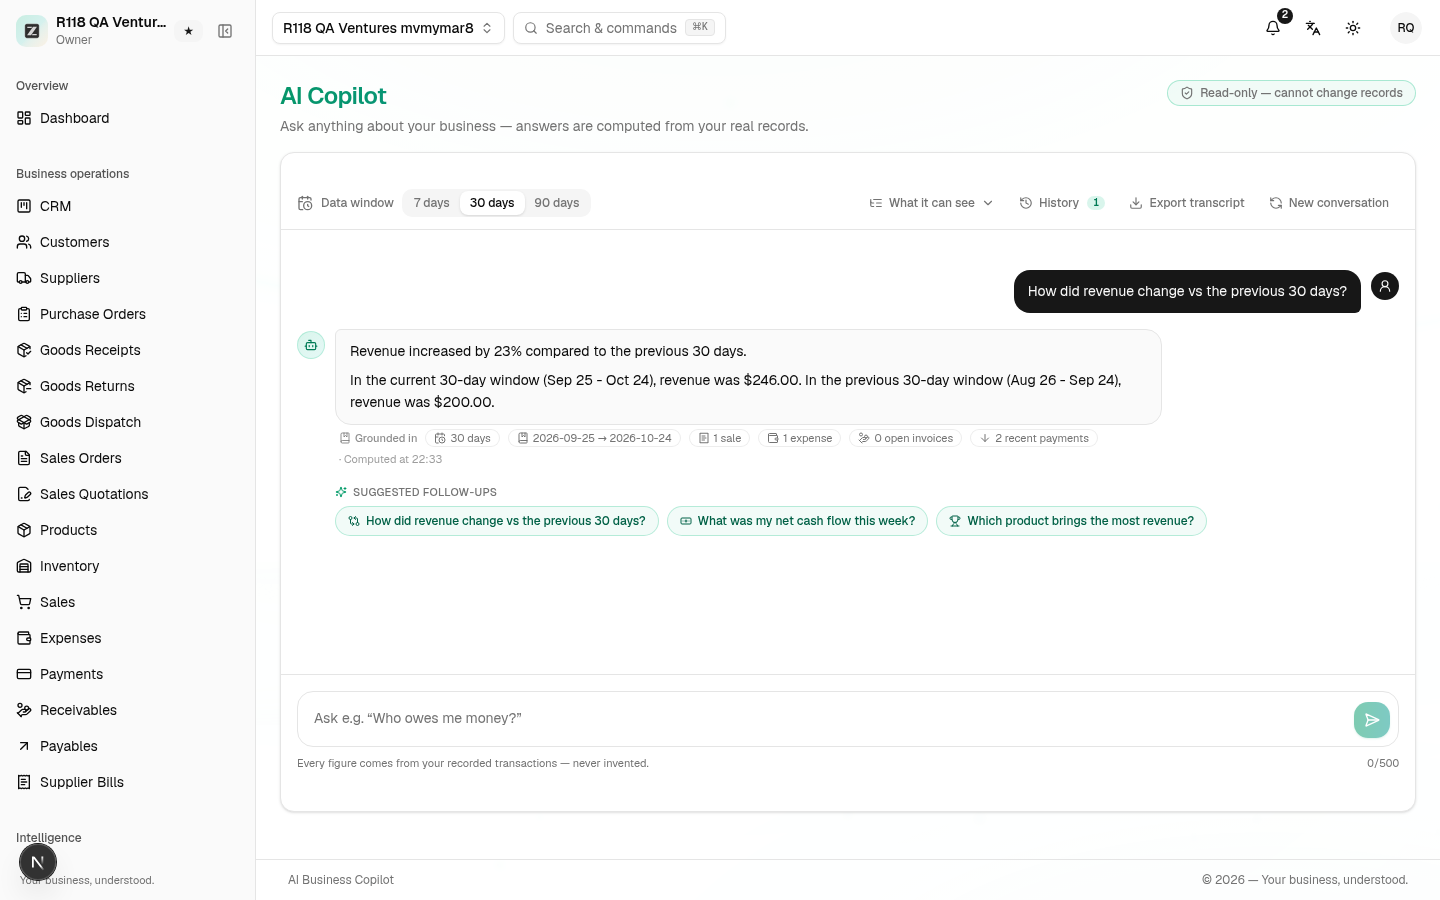 R118 QA Ventur...
Owner
★
Overview
Dashboard
Business operations
CRM
Customers
Suppliers
Purchase Orders
Goods Receipts
Goods Returns
Goods Dispatch
Sales Orders
Sales Quotations
Products
Inventory
Sales
Expenses
Payments
Receivables
Payables
Supplier Bills
Intelligence
N
Your business, understood.
R118 QA Ventures mvmymar8
Search & commands ⌘K
2
RQ
AI Copilot
Read-only — cannot change records
Ask anything about your business — answers are computed from your real records.
Data window 7 days 30 days 90 days
What it can see
History 1
Export transcript
New conversation
How did revenue change vs the previous 30 days?
Revenue increased by 23% compared to the previous 30 days.
In the current 30-day window (Sep 25 - Oct 24), revenue was $246.00. In the previous 30-day window (Aug 26 - Sep 24),
revenue was $200.00.
Grounded in 30 days 2026-09-25 → 2026-10-24 1 sale 1 expense 0 open invoices 2 recent payments
· Computed at 22:33
SUGGESTED FOLLOW-UPS
How did revenue change vs the previous 30 days? What was my net cash flow this week? Which product brings the most revenue?
Ask e.g. “Who owes me money?”
Every figure comes from your recorded transactions — never invented.
0/500
AI Business Copilot
© 2026 — Your business, understood.